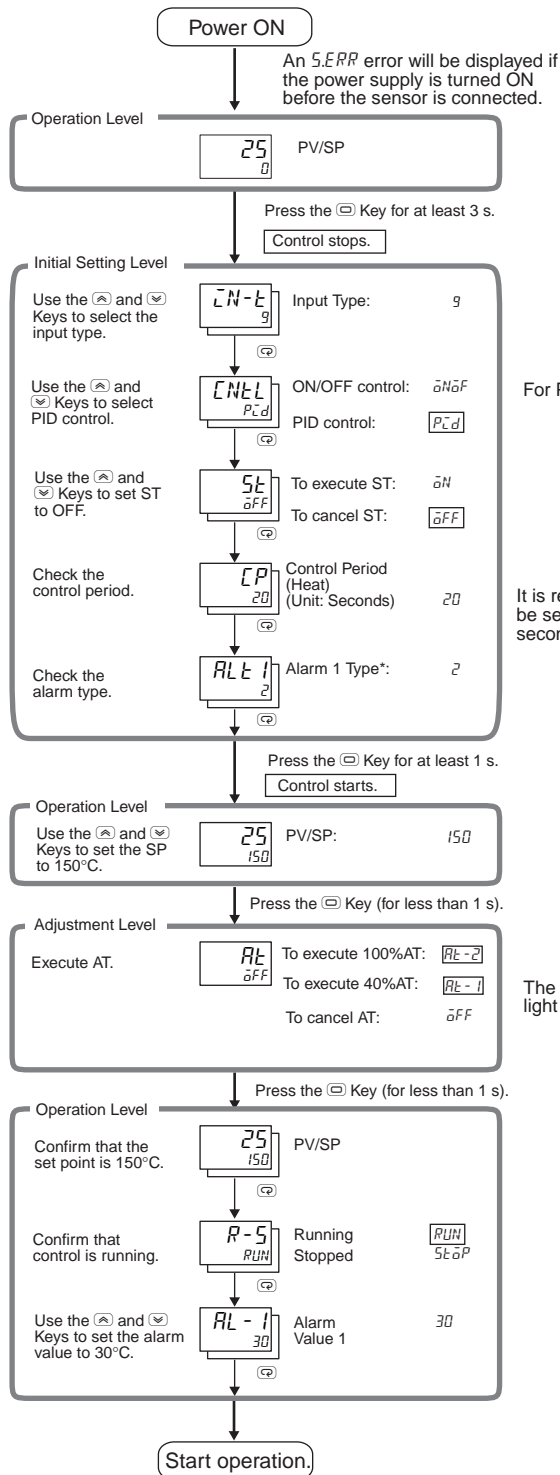 Power ON
An S.ERR error will be displayed if
the power supply is turned ON
before the sensor is connected.
Operation Level
25
0
PV/SP
Press the Key for at least 3 s.
Control stops.
Initial Setting Level
Use the and
Keys to select the
input type.
IN-t
9
Input Type: 9
Use the and
Keys to select
PID control.
CNtL
PId
ON/OFF control: oNoF
PID control: PId
For P
Use the and
Keys to set ST
to OFF.
St
oFF
To execute ST: oN
To cancel ST: oFF
Check the
control period.
CP
20
Control Period
(Heat)
(Unit: Seconds) 20
It is re
be se
secor
Check the
alarm type.
ALt1
2
Alarm 1 Type*: 2
Press the Key for at least 1 s.
Control starts.
Operation Level
Use the and
Keys to set the SP
to 150°C.
25
150
PV/SP: 150
Press the Key (for less than 1 s).
Adjustment Level
Execute AT.
At
oFF
To execute 100%AT: At-2
To execute 40%AT: At-1
To cancel AT: oFF
The
light
Press the Key (for less than 1 s).
Operation Level
Confirm that the
set point is 150°C.
25
150
PV/SP
Confirm that
control is running.
R-S
RUN
Running RUN
Stopped StoP
Use the and
Keys to set the alarm
value to 30°C.
AL-1
30
Alarm
Value 1
30
Start operation.